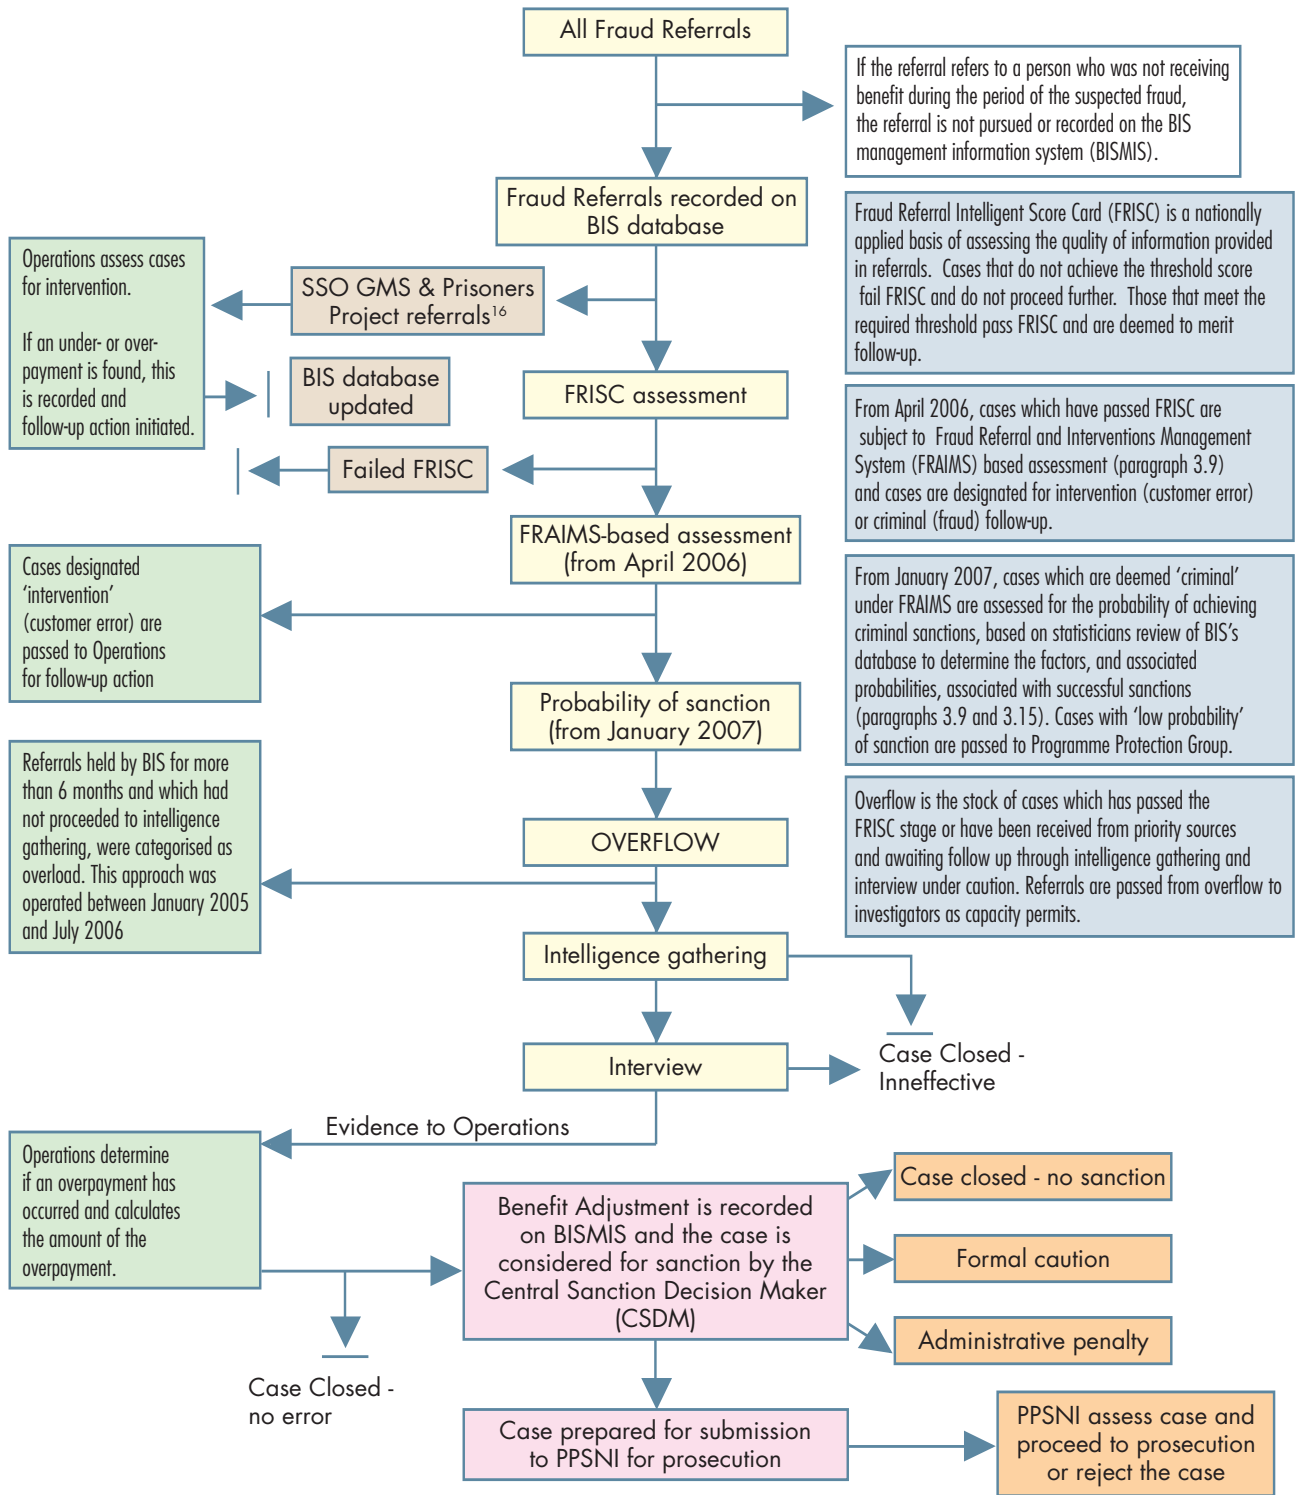 All Fraud Referrals
If the referral refers to a person who was not receiving
benefit during the period of the suspected fraud,
the referral is not pursued or recorded on the BIS
management information system (BISMIS).
Fraud Referrals recorded on
BIS database
Fraud Referral Intelligent Score Card (FRISC) is a nationally
applied basis of assessing the quality of information provided
in referrals. Cases that do not achieve the threshold score
fail FRISC and do not proceed further. Those that meet the
required threshold pass FRISC and are deemed to merit
follow-up.
Operations assess cases
for intervention.
If an under- or over-
payment is found, this
is recorded and
follow-up action initiated.
SSO GMS & Prisoners
Project referrals16
BIS database
updated
FRISC assessment
From April 2006, cases which have passed FRISC are
subject to Fraud Referral and Interventions Management
System (FRAIMS) based assessment (paragraph 3.9)
and cases are designated for intervention (customer error)
or criminal (fraud) follow-up.
Failed FRISC
FRAIMS-based assessment
(from April 2006)
Cases designated
‘intervention’
(customer error) are
passed to Operations
for follow-up action
From January 2007, cases which are deemed ‘criminal’
under FRAIMS are assessed for the probability of achieving
criminal sanctions, based on statisticians review of BIS’s
database to determine the factors, and associated
probabilities, associated with successful sanctions
(paragraphs 3.9 and 3.15). Cases with ‘low probability’
of sanction are passed to Programme Protection Group.
Probability of sanction
(from January 2007)
Referrals held by BIS for more
than 6 months and which had
not proceeded to intelligence
gathering, were categorised as
overload. This approach was
operated between January 2005
and July 2006
OVERFLOW
Overflow is the stock of cases which has passed the
FRISC stage or have been received from priority sources
and awaiting follow up through intelligence gathering and
interview under caution. Referrals are passed from overflow to
investigators as capacity permits.
Intelligence gathering
Case Closed -
Inneffective
Interview
Evidence to Operations
Operations determine
if an overpayment has
occurred and calculates
the amount of the
overpayment.
Case Closed -
no error
Benefit Adjustment is recorded
on BISMIS and the case is
considered for sanction by the
Central Sanction Decision Maker
(CSDM)
Case closed - no sanction
Formal caution
Administrative penalty
Case prepared for submission
to PPSNI for prosecution
PPSNI assess case and
proceed to prosecution
or reject the case